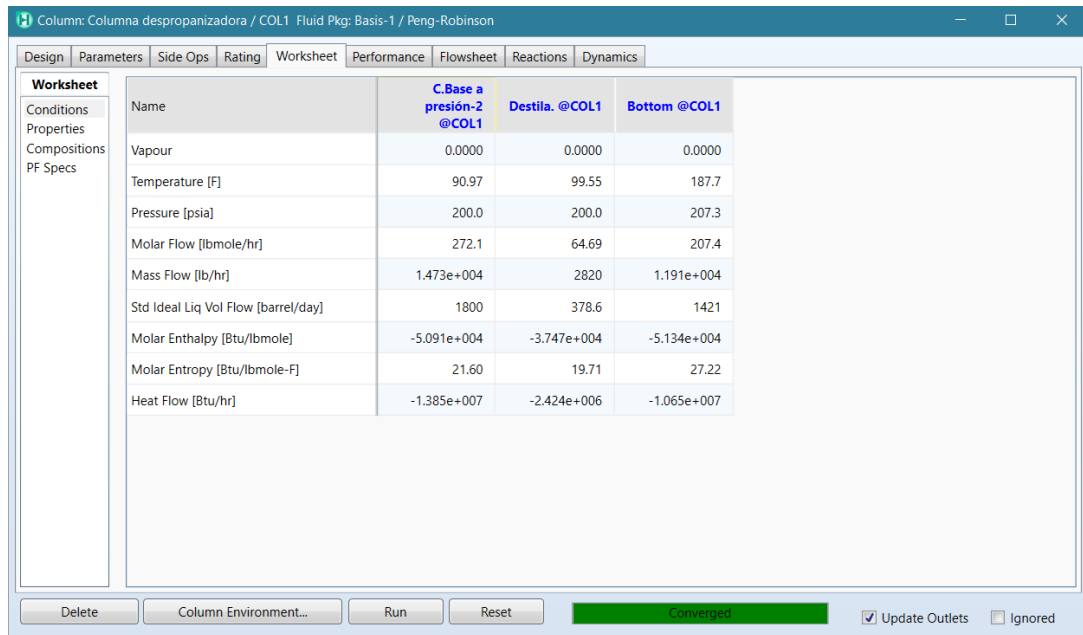 Column: Columna despropanizadora / COL1 Fluid Pkg: Basis-1 / Peng-Robinson
Design Parameters Side Ops Rating Worksheet Performance Flowsheet Reactions Dynamics
Worksheet
Conditions
Properties
Compositions
PF Specs
Name C.Base a presión-2 @COL1 Destila. @COL1 Bottom @COL1
Vapour 0.0000 0.0000 0.0000
Temperature [F] 90.97 99.55 187.7
Pressure [psia] 200.0 200.0 207.3
Molar Flow [lbmole/hr] 272.1 64.69 207.4
Mass Flow [lb/hr] 1.473e+004 2820 1.191e+004
Std Ideal Liq Vol Flow [barrel/day] 1800 378.6 1421
Molar Enthalpy [Btu/lbmole] -5.091e+004 -3.747e+004 -5.134e+004
Molar Entropy [Btu/lbmole-F] 21.60 19.71 27.22
Heat Flow [Btu/hr] -1.385e+007 -2.424e+006 -1.065e+007
Delete Column Environment... Run Reset Converged Update Outlets Ignored